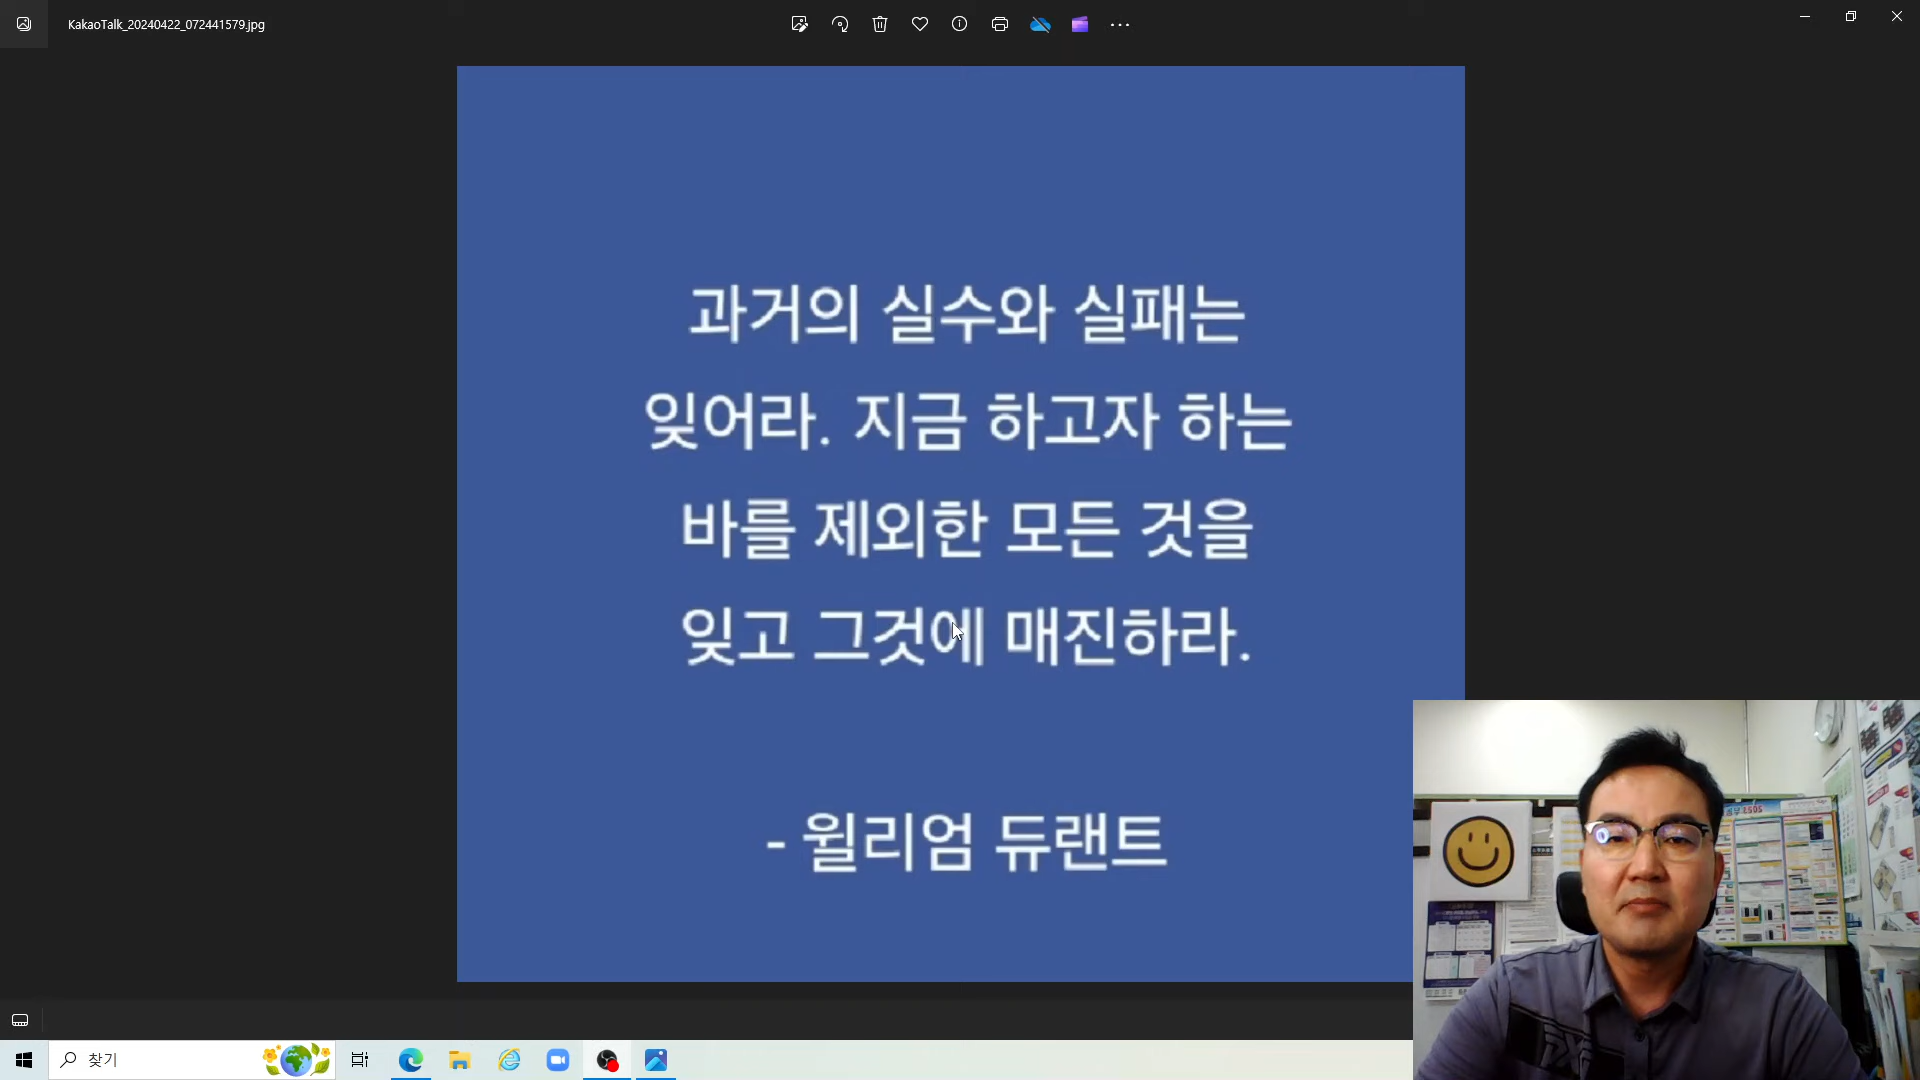 KakaoTalk_20240422_072441579.jpg
과거의 실수와 실패는
잊어라. 지금 하고자 하는
바를 제외한 모든 것을
잊고 그것에 매진하라.
- 윌리엄 듀랜트
찾기